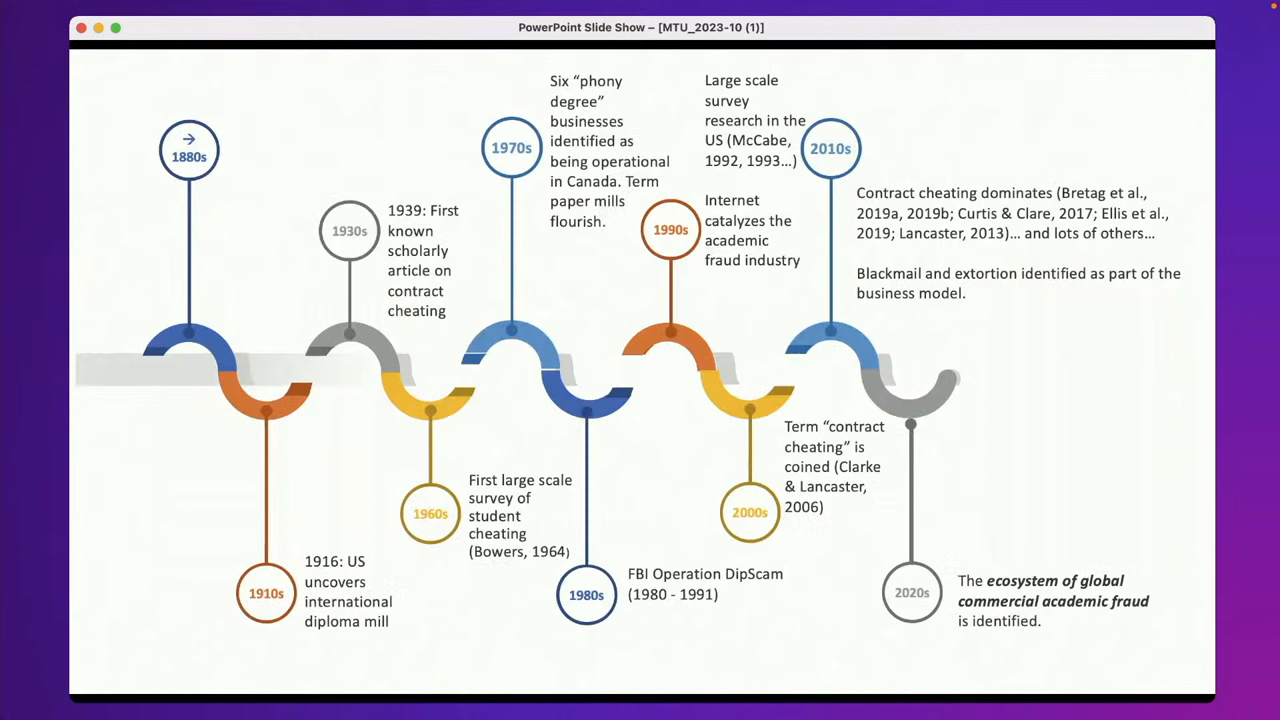 PowerPoint Slide Show – [MTU_2023-10 (1)]
→
1880s
1910s
1916: US
uncovers
international
diploma mill
1930s
1939: First
known
scholarly
article on
contract
cheating
1960s
First large scale
survey of
student
cheating
(Bowers, 1964)
1970s
Six “phony
degree”
businesses
identified as
being operational
in Canada. Term
paper mills
flourish.
1980s
FBI Operation DipScam
(1980 - 1991)
1990s
Large scale
survey
research in the
US (McCabe,
1992, 1993…)
Internet
catalyzes the
academic
fraud industry
2000s
Term “contract
cheating” is
coined (Clarke
& Lancaster,
2006)
2010s
Contract cheating dominates (Bretag et al.,
2019a, 2019b; Curtis & Clare, 2017; Ellis et al.,
2019; Lancaster, 2013)… and lots of others…
Blackmail and extortion identified as part of the
business model.
2020s
The ecosystem of global
commercial academic fraud
is identified.